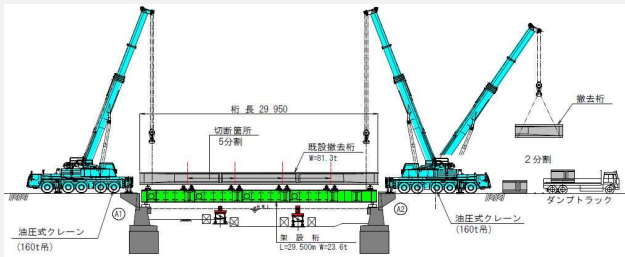 桁長 29 950
切断箇所
5分割
既設撤去桁
W=81.3t
撤去桁
2分割
ダンプトラック
A1
A2
油圧式クレーン
(160t吊)
架設桁
L=29.500m W=23.6t
油圧式クレーン
(160t吊)